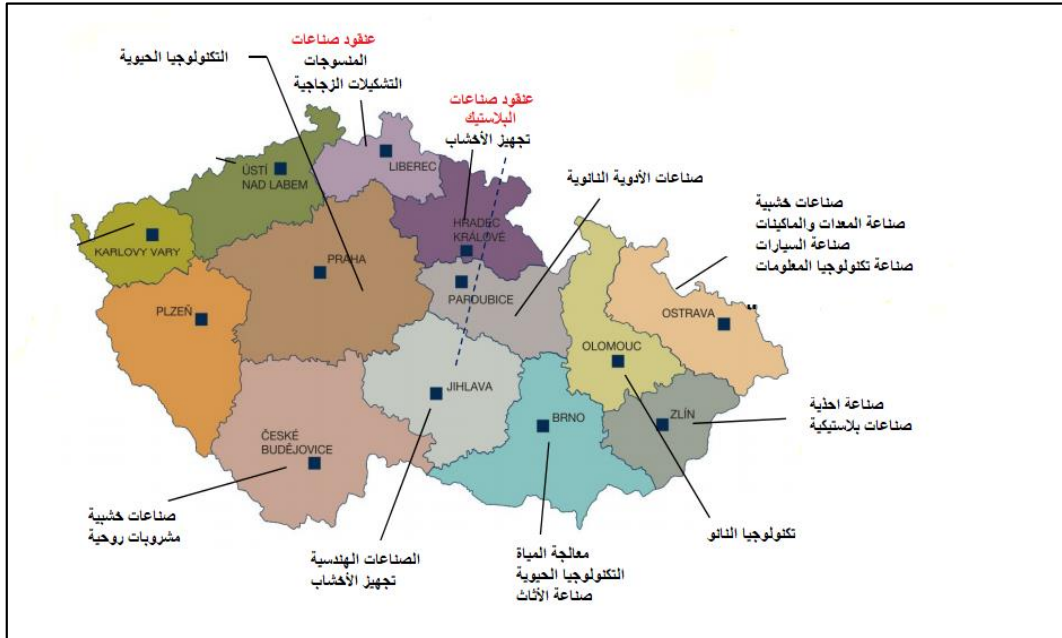 عنقود صناعات
المنسوجات
التشكيلات الزجاجية
التكنولوجيا الحيوية
عنقود صناعات
البلاستيك
تجهيز الأخشاب
LIBEREC
ÚSTÍ
NAD LABEM
صناعات الأدوية النانوية
صناعات خشبية
صناعة المعدات والماكينات
صناعة السيارات
صناعة تكنولوجيا المعلومات
HRADEC
KRÁLOVÉ
KARLOVY VARY
PRAHA
PARDUBICE
PLZEŇ
OSTRAVA
OLOMOUC
JIHLAVA
BRNO
ZLÍN
صناعة احذية
صناعات بلاستيكية
ČESKÉ
BUDĚJOVICE
صناعات خشبية
مشروبات روحية
الصناعات الهندسية
تجهيز الأخشاب
معالجة المياة
التكنولوجيا الحيوية
صناعة الأثاث
تكنولوجيا النانو